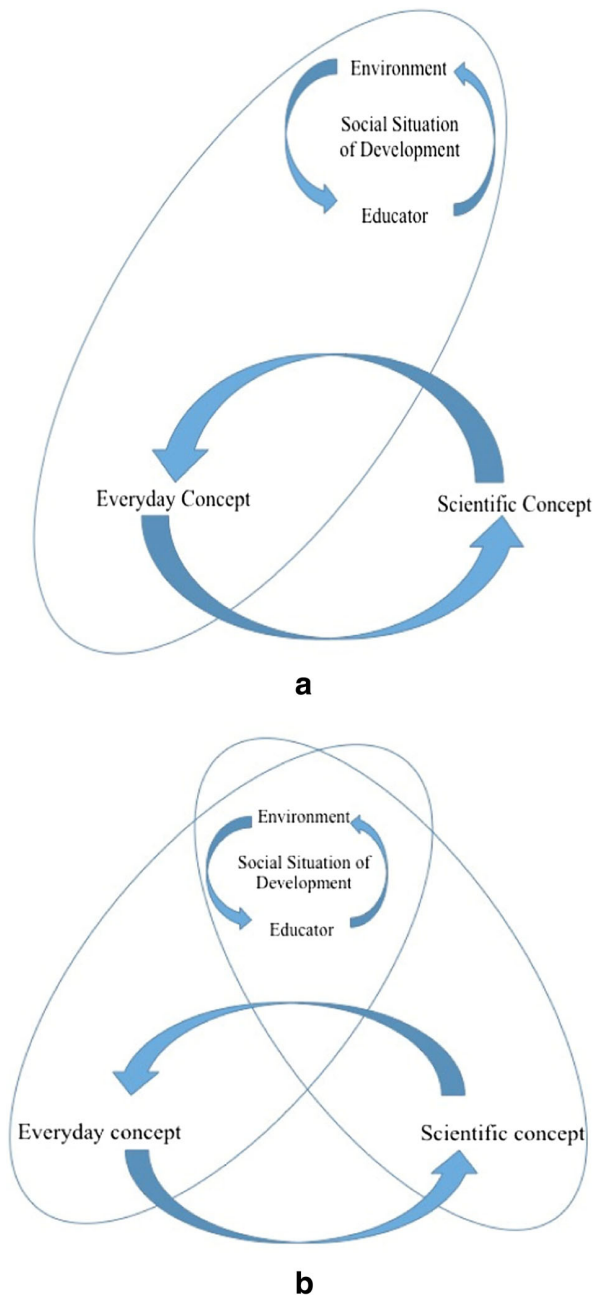 Environment
Social Situation
of Development
Educator
Everyday Concept
Scientific Concept
a
Environment
Social Situation of
Development
Educator
Everyday concept
Scientific concept
b